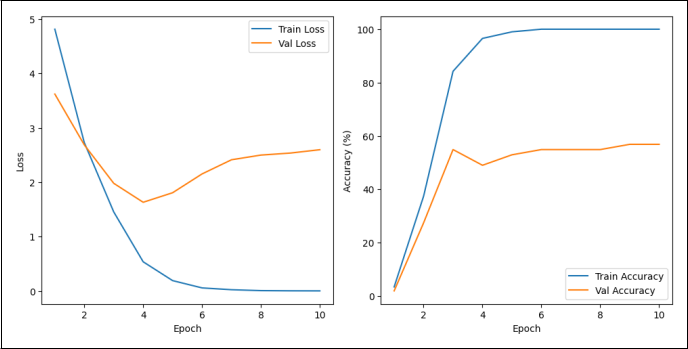 5
4
3
2
1
0
Loss
2
4
6
8
10
Epoch
Train Loss
Val Loss
100
80
60
40
20
0
Accuracy (%)
2
4
6
8
10
Epoch
Train Accuracy
Val Accuracy